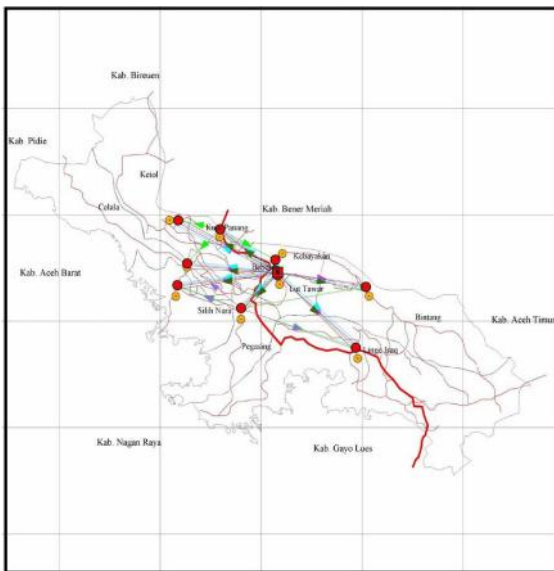 Kab. Bireuen
Kab. Pidie
Ketol
Celala
Kab. Bener Meriah
Kute Panang
Kebayakan
Kab. Aceh Barat
Lut Tawar
Silih Nara
Bintang
Kab. Aceh Timur
Pegasing
Linge Isaq
Kab. Nagan Raya
Kab. Gayo Lues